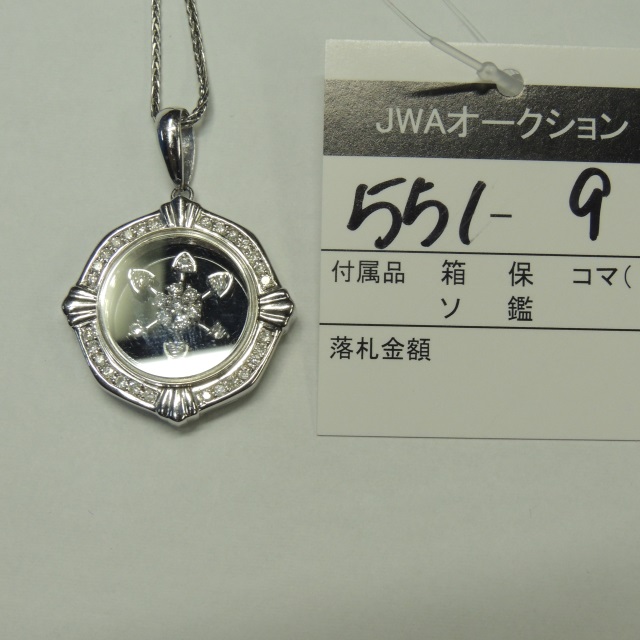 JWAオークション
551- 9
付属品 箱 保 コマ(
ソ 鑑
落札金額